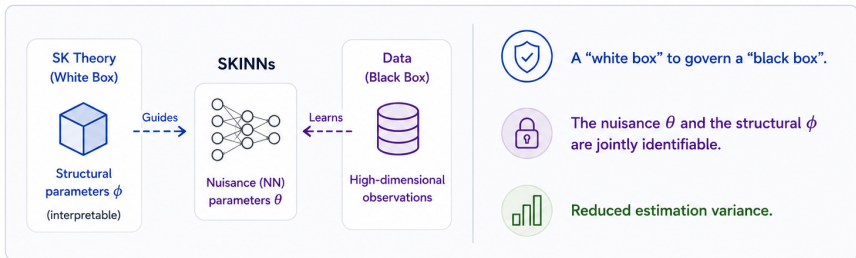 SK Theory
(White Box)
Structural
parameters ϕ
(interpretable)
Guides
SKINNs
Nuisance (NN)
parameters θ
Learns
Data
(Black Box)
High-dimensional
observations
A “white box” to govern a “black box”.
The nuisance θ and the structural ϕ
are jointly identifiable.
Reduced estimation variance.